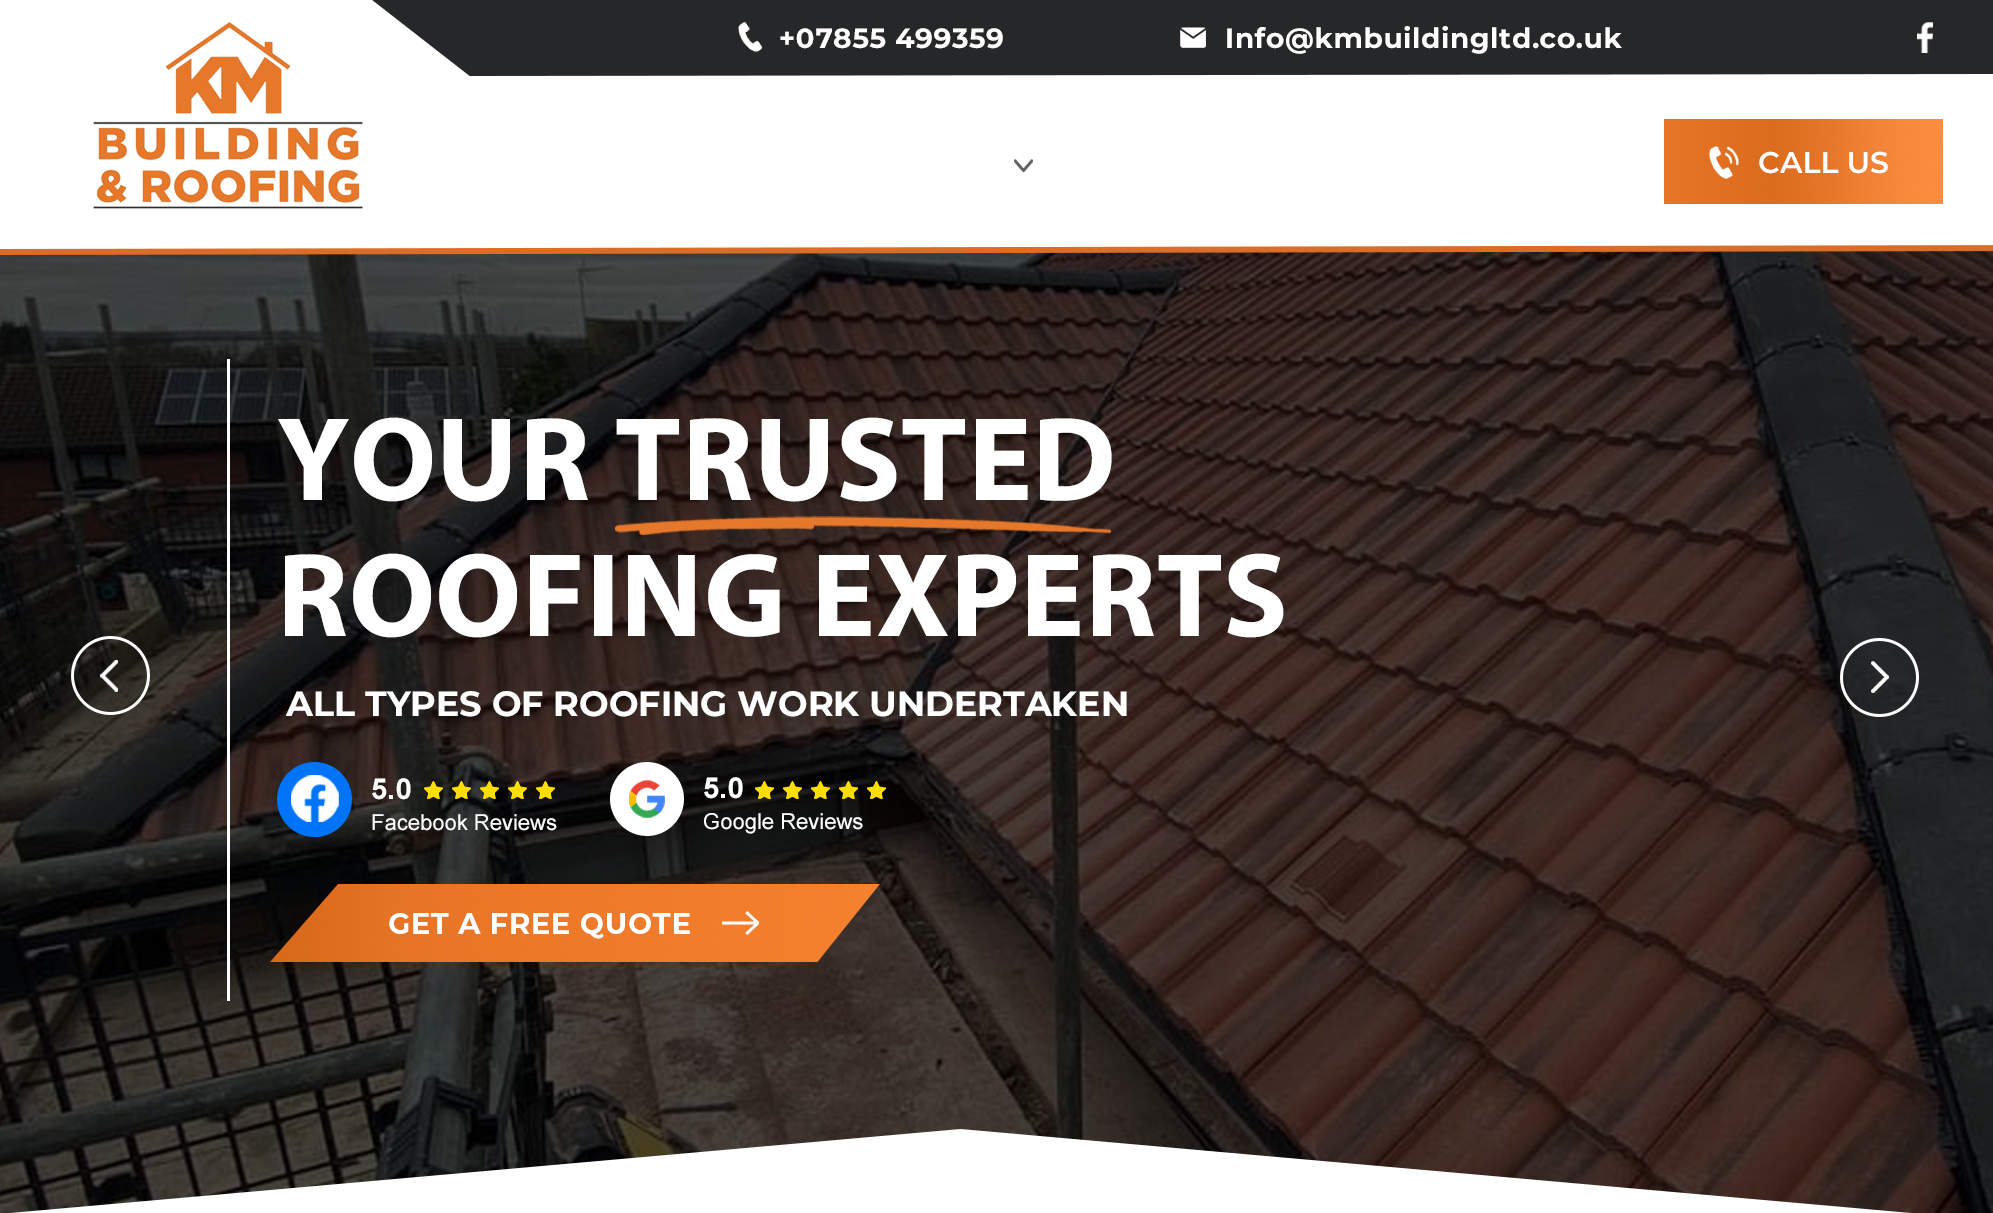 +07855 499359
Info@kmbuildingltd.co.uk
KM
BUILDING
& ROOFING
CALL US
YOUR TRUSTED
ROOFING EXPERTS
ALL TYPES OF ROOFING WORK UNDERTAKEN
5.0
Facebook Reviews
5.0
Google Reviews
GET A FREE QUOTE